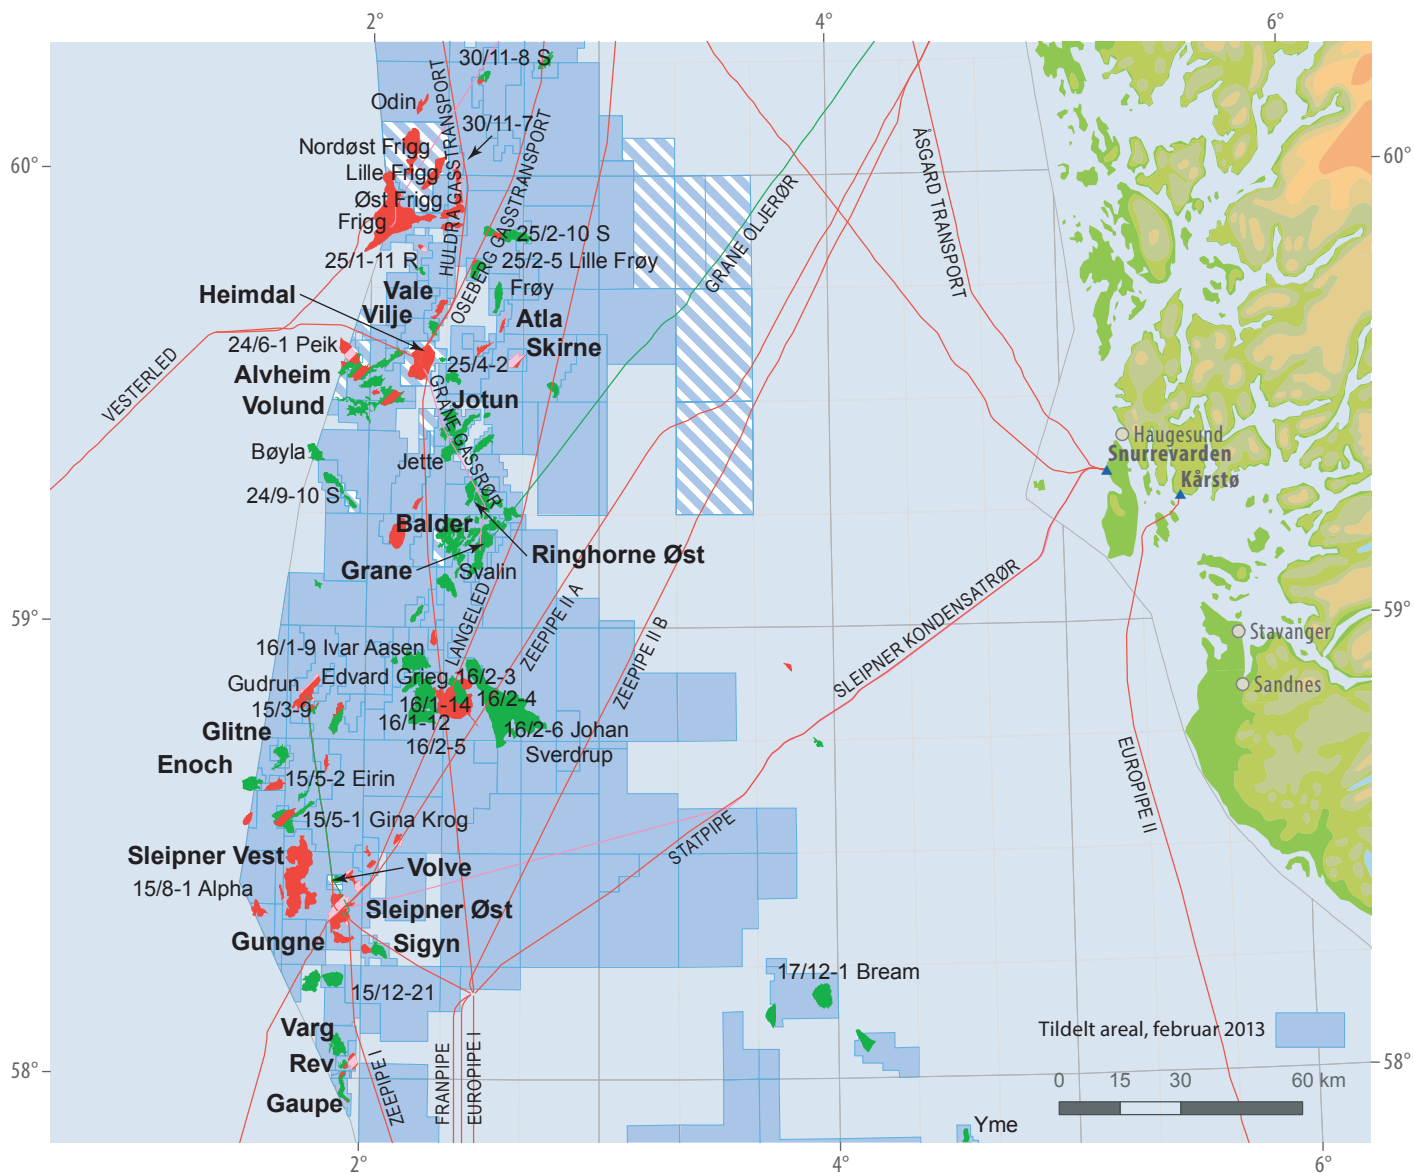 2°
4°
6°
30/11-8 S
HULDRA GASSTRANSPORT
Odin
30/11-7
OSEBERG GASSTRANSPORT
ÅSGARD TRANSPORT
Nordøst Frigg
60°
60°
Lille Frigg
Øst Frigg
GRANE OLJERØR
Frigg
25/2-10 S
25/1-11 R
25/2-5 Lille Frøy
Vale
Frøy
Heimdal
Vilje
Atla
24/6-1 Peik
Skirne
25/4-2
VESTERLED
Alvheim
GRANE GASSRØR
Jotun
Volund
Haugesund
Bøyla
Jette
Snurrevarden
Kårstø
24/9-10 S
Balder
Ringhorne Øst
Grane
Svalin
59°
59°
LANGELED
ZEEPIPE II A
ZEEPIPE II B
SLEIPNER KONDENSATRØR
Stavanger
16/1-9 Ivar Aasen
Gudrun
Edvard Grieg
16/2-3
Sandnes
15/3-9
16/1-14
16/2-4
16/1-12
Glitne
16/2-6 Johan
Sverdrup
16/2-5
Enoch
EUROPIPE II
15/5-2 Eirin
15/5-1 Gina Krog
STATPIPE
Sleipner Vest
Volve
15/8-1 Alpha
Sleipner Øst
Gungne
Sigyn
17/12-1 Bream
15/12-21
Varg
Tildelt areal, februar 2013
Rev
58°
58°
ZEEPIPE I
FRANPIPE
EUROPIPE I
0 15 30 60 km
Gaupe
Yme
2°
4°
6°